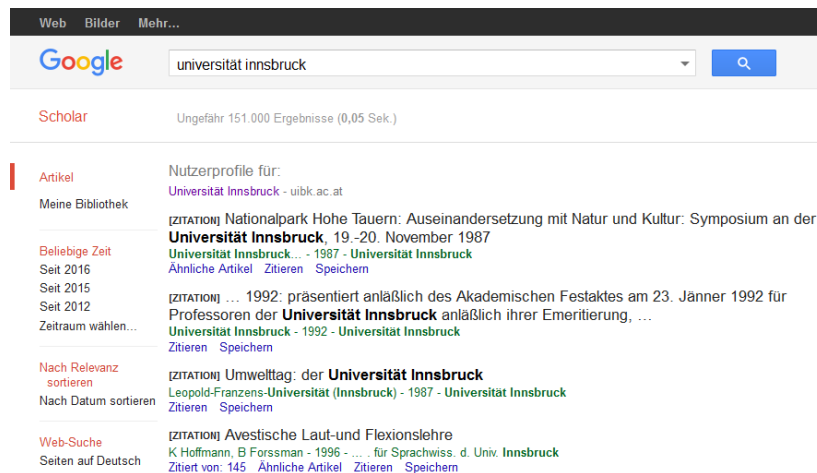 Web Bilder Mehr...
Google
universität innsbruck
Scholar
Ungefähr 151.000 Ergebnisse (0,05 Sek.)
Artikel
Meine Bibliothek
Beliebige Zeit
Seit 2016
Seit 2015
Seit 2012
Zeitraum wählen...
Nach Relevanz
sortieren
Nach Datum sortieren
Web-Suche
Seiten auf Deutsch
Nutzerprofile für:
Universität Innsbruck - uibk.ac.at
[ZITATION] Nationalpark Hohe Tauern: Auseinandersetzung mit Natur und Kultur: Symposium an der
Universität Innsbruck, 19.-20. November 1987
Universität Innsbruck... - 1987 - Universität Innsbruck
Ähnliche Artikel Zitieren Speichern
[ZITATION] … 1992: präsentiert anläßlich des Akademischen Festaktes am 23. Jänner 1992 für
Professoren der Universität Innsbruck anläßlich ihrer Emeritierung, …
Universität Innsbruck - 1992 - Universität Innsbruck
Zitieren Speichern
[ZITATION] Umwelttag: der Universität Innsbruck
Leopold-Franzens-Universität (Innsbruck) - 1987 - Universität Innsbruck
Zitieren Speichern
[ZITATION] Avestische Laut-und Flexionslehre
K Hoffmann, B Forssman - 1996 - … . für Sprachwiss. d. Univ. Innsbruck
Zitiert von: 145 Ähnliche Artikel Zitieren Speichern